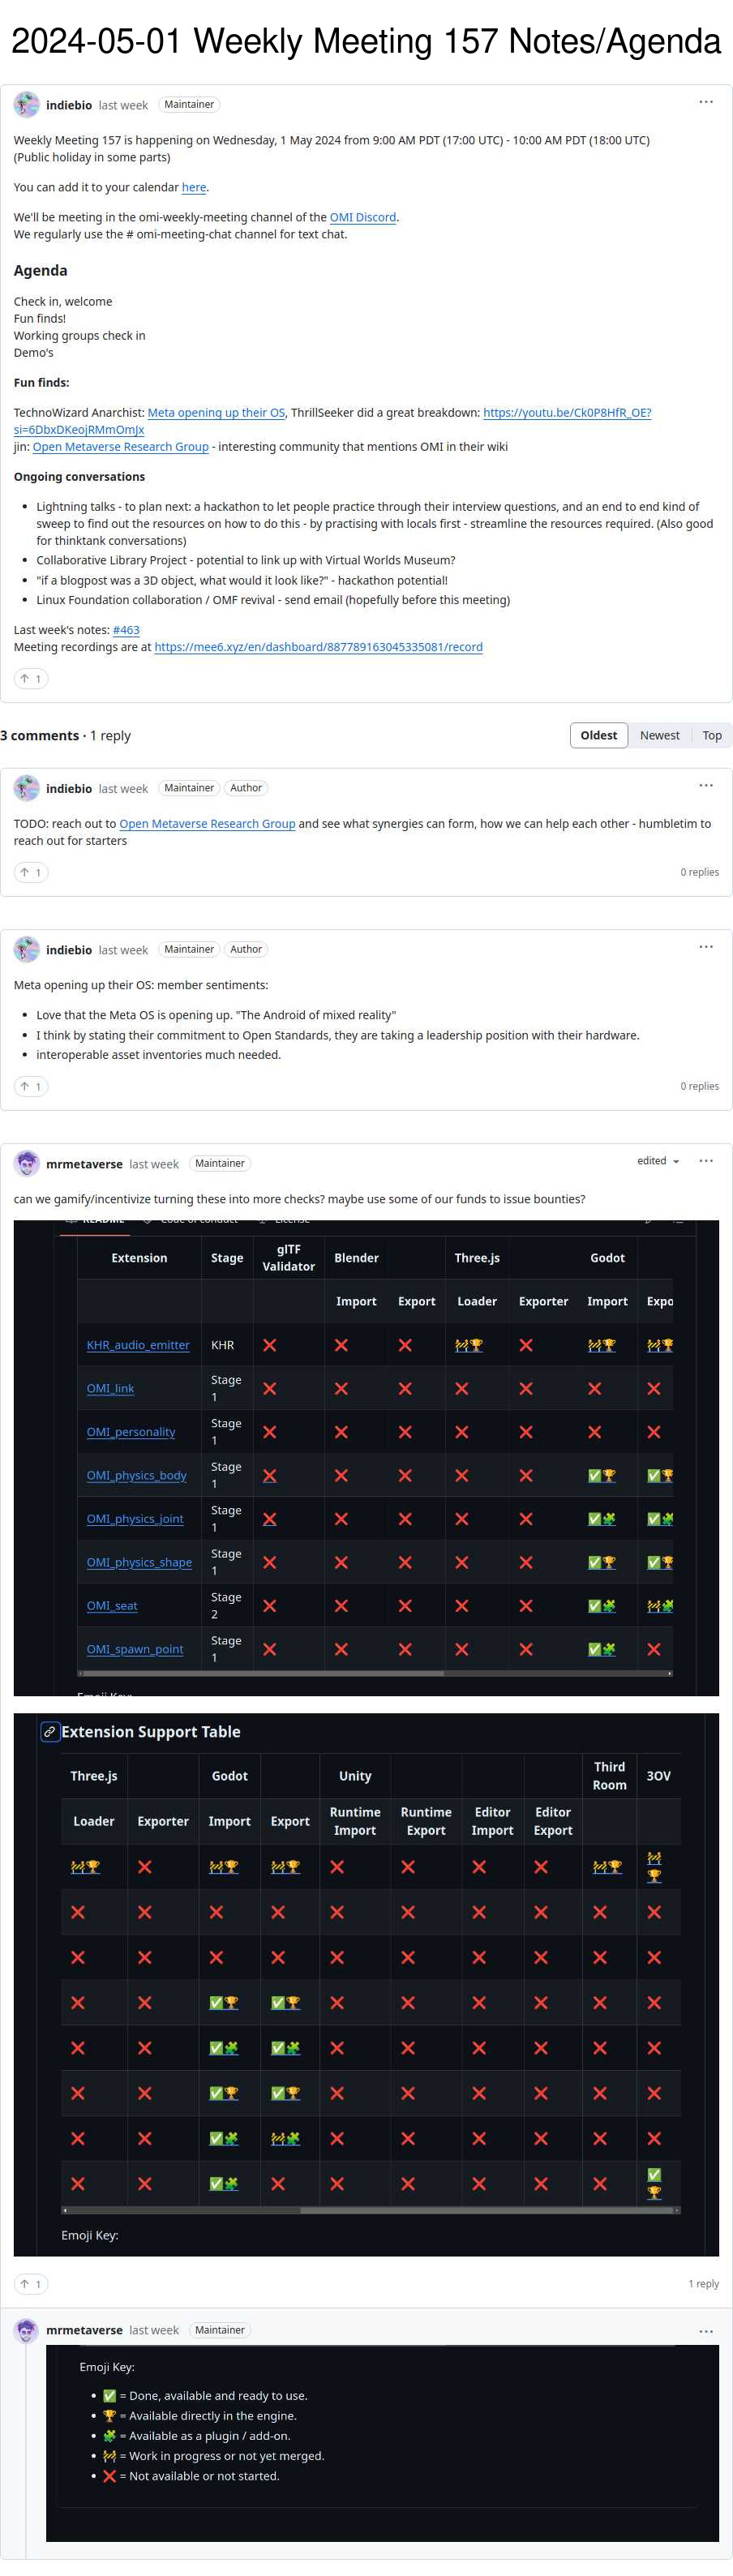 2024-05-01 Weekly Meeting 157 Notes/Agenda
indiebio last week Maintainer
Weekly Meeting 157 is happening on Wednesday, 1 May 2024 from 9:00 AM PDT (17:00 UTC) - 10:00 AM PDT (18:00 UTC)
(Public holiday in some parts)
You can add it to your calendar here.
We'll be meeting in the omi-weekly-meeting channel of the OMI Discord.
We regularly use the # omi-meeting-chat channel for text chat.
Agenda
Check in, welcome
Fun finds!
Working groups check in
Demo's
Fun finds:
TechnoWizard Anarchist: Meta opening up their OS, ThrillSeeker did a great breakdown: https://youtu.be/Ck0P8HfR_OE?
si=6DbxDKeojRMmOmJx
jin: Open Metaverse Research Group - interesting community that mentions OMI in their wiki
Ongoing conversations
• Lightning talks - to plan next: a hackathon to let people practice through their interview questions, and an end to end kind of
sweep to find out the resources on how to do this - by practising with locals first - streamline the resources required. (Also good
for thinktank conversations)
• Collaborative Library Project - potential to link up with Virtual Worlds Museum?
• "if a blogpost was a 3D object, what would it look like?" - hackathon potential!
• Linux Foundation collaboration / OMF revival - send email (hopefully before this meeting)
Last week's notes: #463
Meeting recordings are at https://mee6.xyz/en/dashboard/887789163045335081/record
↑ 1
3 comments · 1 reply
Oldest Newest Top
indiebio last week Maintainer Author
TODO: reach out to Open Metaverse Research Group and see what synergies can form, how we can help each other - humbletim to
reach out for starters
↑ 1 0 replies
indiebio last week Maintainer Author
Meta opening up their OS: member sentiments:
• Love that the Meta OS is opening up. "The Android of mixed reality"
• I think by stating their commitment to Open Standards, they are taking a leadership position with their hardware.
• interoperable asset inventories much needed.
↑ 1 0 replies
mrmetaverse last week Maintainer edited
can we gamify/incentivize turning these into more checks? maybe use some of our funds to issue bounties?
README Code of conduct License
Extension Stage glTF Validator Blender Three.js Godot
Import Export Loader Exporter Import Expo
KHR_audio_emitter KHR ❌ ❌ ❌ 🚧🏆 ❌ 🚧🏆 🚧🏆
OMI_link Stage 1 ❌ ❌ ❌ ❌ ❌ ❌ ❌
OMI_personality Stage 1 ❌ ❌ ❌ ❌ ❌ ❌ ❌
OMI_physics_body Stage 1 ❌ ❌ ❌ ❌ ❌ ✅🏆 ✅🏆
OMI_physics_joint Stage 1 ❌ ❌ ❌ ❌ ❌ ✅🧩 ✅🧩
OMI_physics_shape Stage 1 ❌ ❌ ❌ ❌ ❌ ✅🏆 ✅🏆
OMI_seat Stage 2 ❌ ❌ ❌ ❌ ❌ ✅🧩 🚧🧩
OMI_spawn_point Stage 1 ❌ ❌ ❌ ❌ ❌ ✅🧩 ❌
Emoji Key:
Extension Support Table
Three.js Godot Unity Third Room 3OV
Loader Exporter Import Export Runtime Import Runtime Export Editor Import Editor Export
🚧🏆 ❌ 🚧🏆 🚧🏆 ❌ ❌ ❌ ❌ 🚧🏆 🚧🏆
❌ ❌ ❌ ❌ ❌ ❌ ❌ ❌ ❌ ❌
❌ ❌ ❌ ❌ ❌ ❌ ❌ ❌ ❌ ❌
❌ ❌ ✅🏆 ✅🏆 ❌ ❌ ❌ ❌ ❌ ❌
❌ ❌ ✅🧩 ✅🧩 ❌ ❌ ❌ ❌ ❌ ❌
❌ ❌ ✅🏆 ✅🏆 ❌ ❌ ❌ ❌ ❌ ❌
❌ ❌ ✅🧩 🚧🧩 ❌ ❌ ❌ ❌ ❌ ❌
❌ ❌ ✅🧩 ❌ ❌ ❌ ❌ ❌ ❌ ✅🏆
Emoji Key:
↑ 1 1 reply
mrmetaverse last week Maintainer
Emoji Key:
• ✅ = Done, available and ready to use.
• 🏆 = Available directly in the engine.
• 🧩 = Available as a plugin / add-on.
• 🚧 = Work in progress or not yet merged.
• ❌ = Not available or not started.